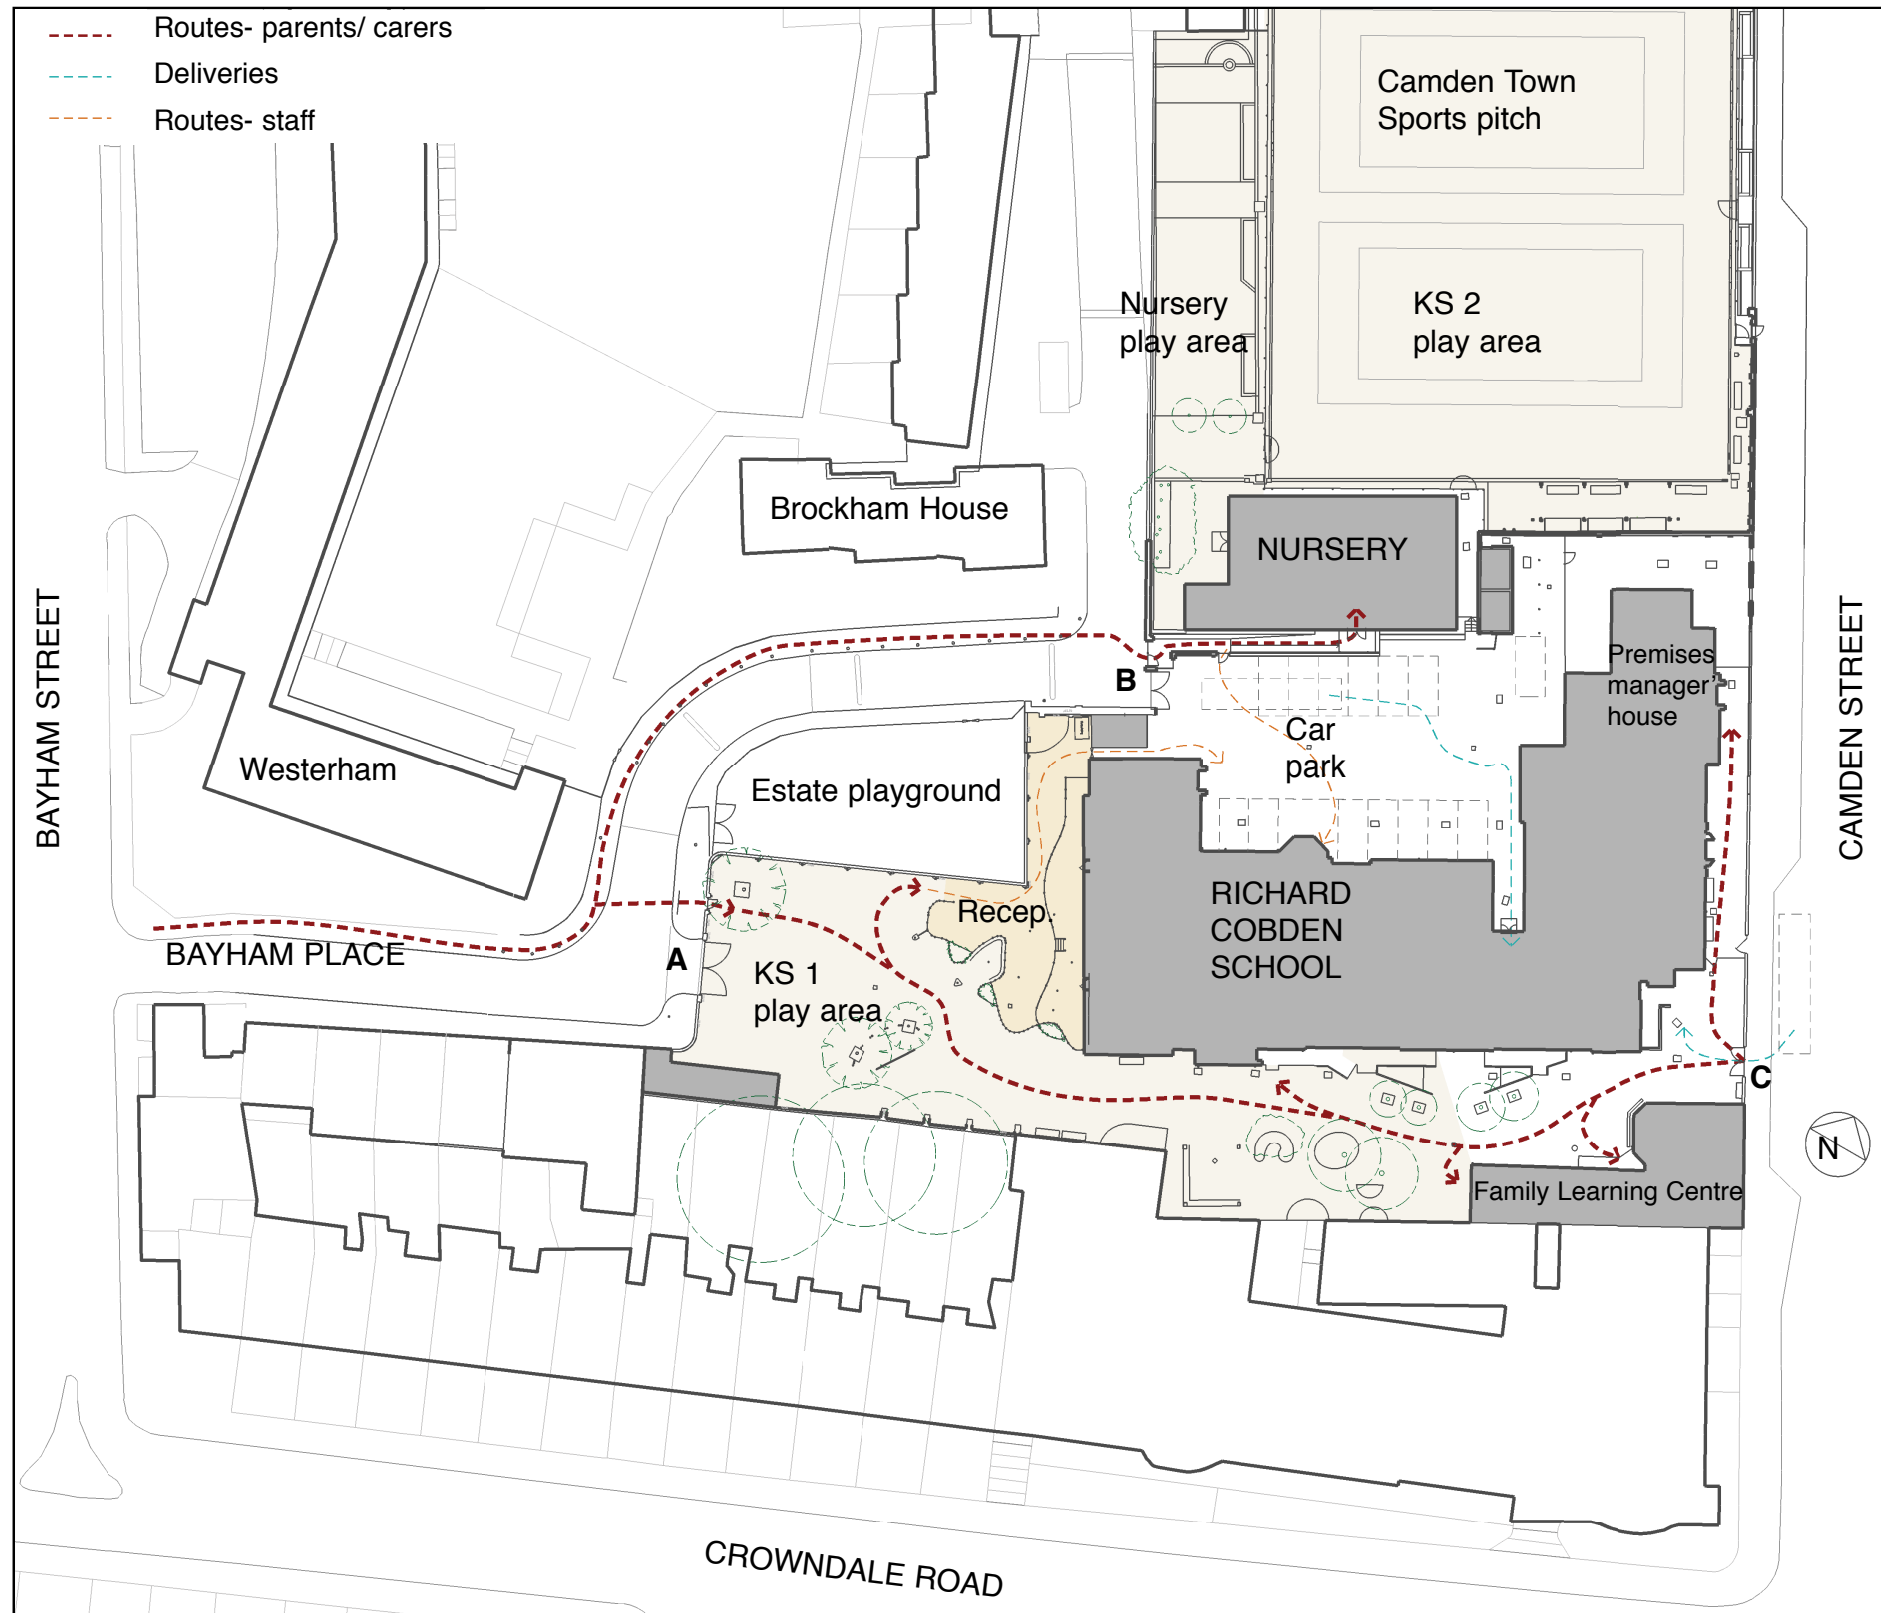 Routes- parents/ carers
Deliveries
Routes- staff
Camden Town
Sports pitch
Nursery
play area
KS 2
play area
Brockham House
NURSERY
BAYHAM STREET
CAMDEN STREET
Premises
manager'
house
B
Car
park
Westerham
Estate playground
RICHARD
COBDEN
SCHOOL
Recep.
BAYHAM PLACE
A
KS 1
play area
C
N
Family Learning Centre
CROWNDALE ROAD